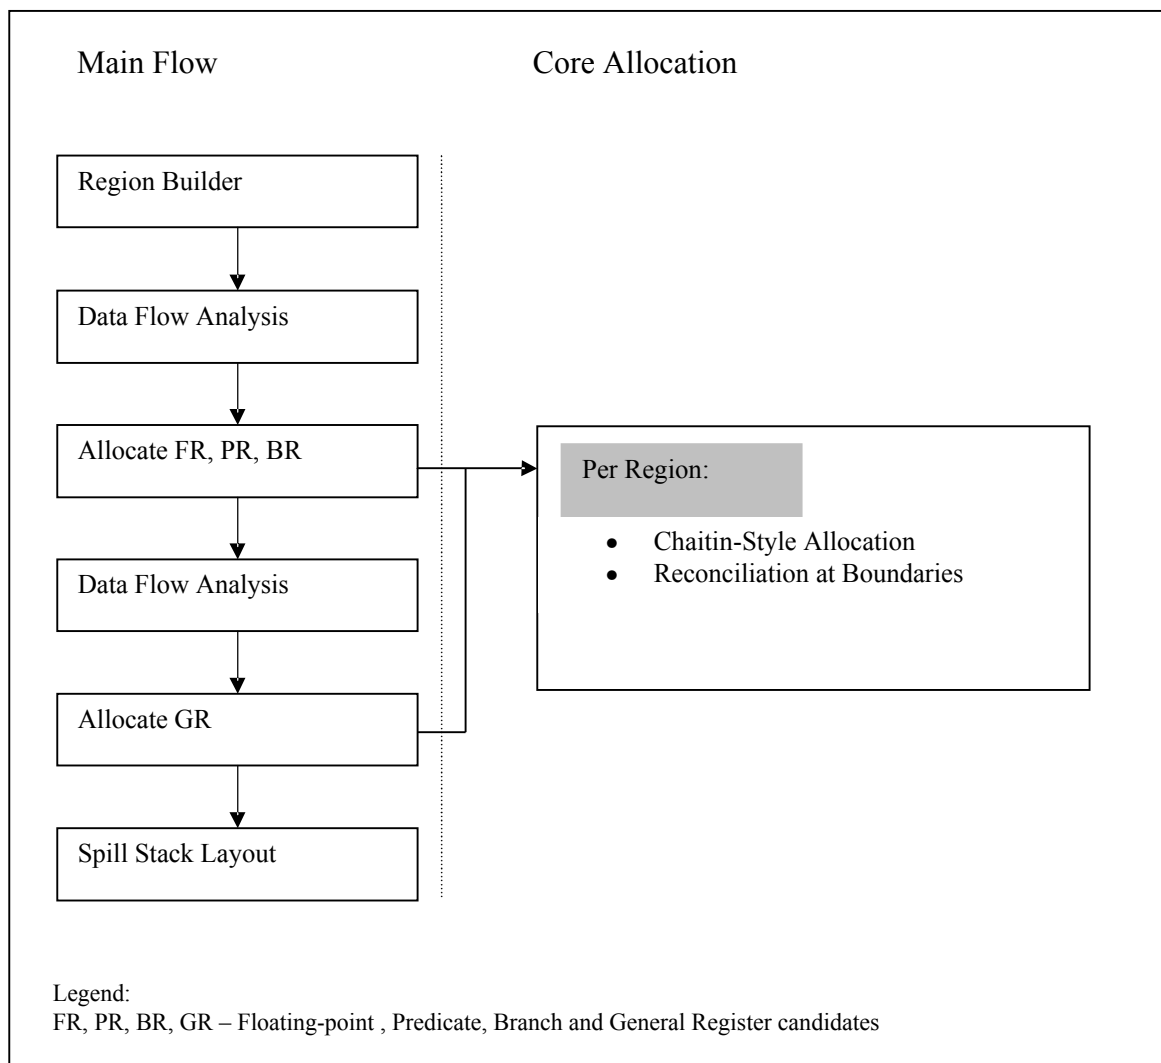 Main Flow
Core Allocation
Region Builder
Data Flow Analysis
Allocate FR, PR, BR
Data Flow Analysis
Allocate GR
Spill Stack Layout
Per Region:
• Chaitin-Style Allocation
• Reconciliation at Boundaries
Legend:
FR, PR, BR, GR – Floating-point , Predicate, Branch and General Register candidates